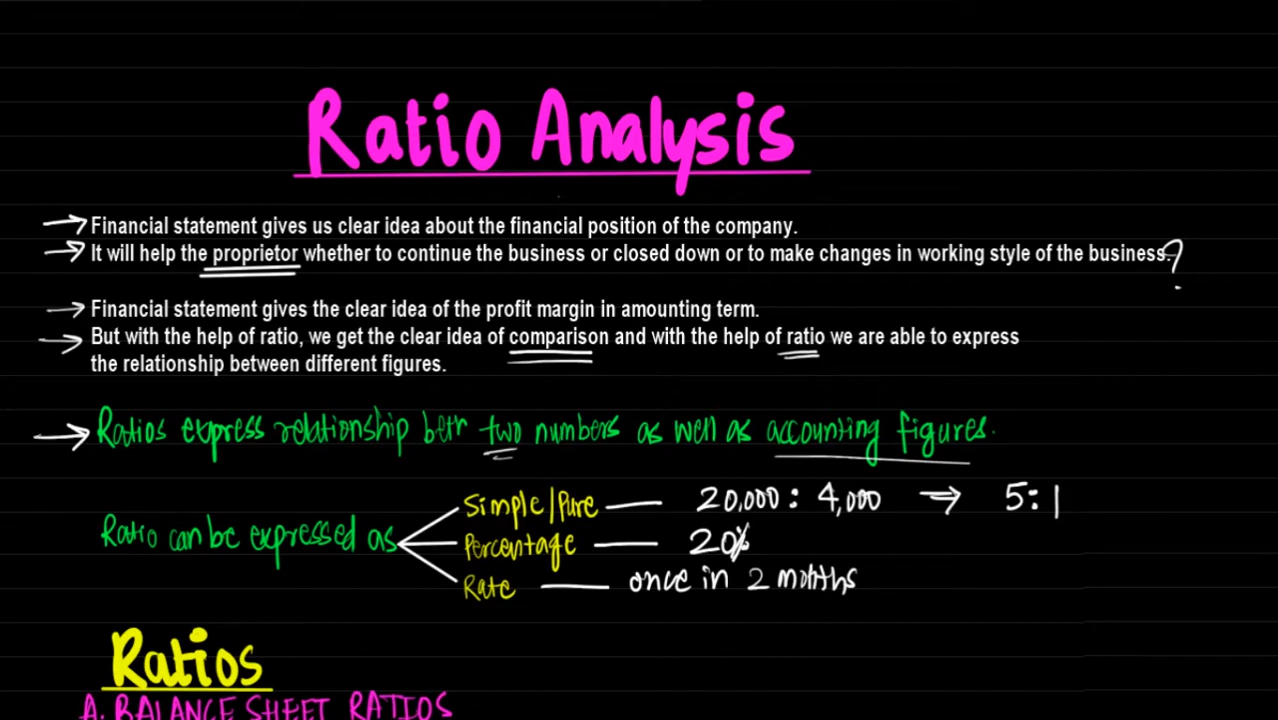 Ratio Analysis
→ Financial statement gives us clear idea about the financial position of the company.
→ It will help the proprietor whether to continue the business or closed down or to make changes in working style of the business.?
→ Financial statement gives the clear idea of the profit margin in amounting term.
→ But with the help of ratio, we get the clear idea of comparison and with the help of ratio we are able to express
the relationship between different figures.
→ Ratios express relationship betn two numbers as well as accounting figures.
Ratio can be expressed as
Simple/Pure — 20,000 : 4,000 → 5:1
Percentage — 20%
Rate — once in 2 months
Ratios
A. BALANCE SHEET RATIOS